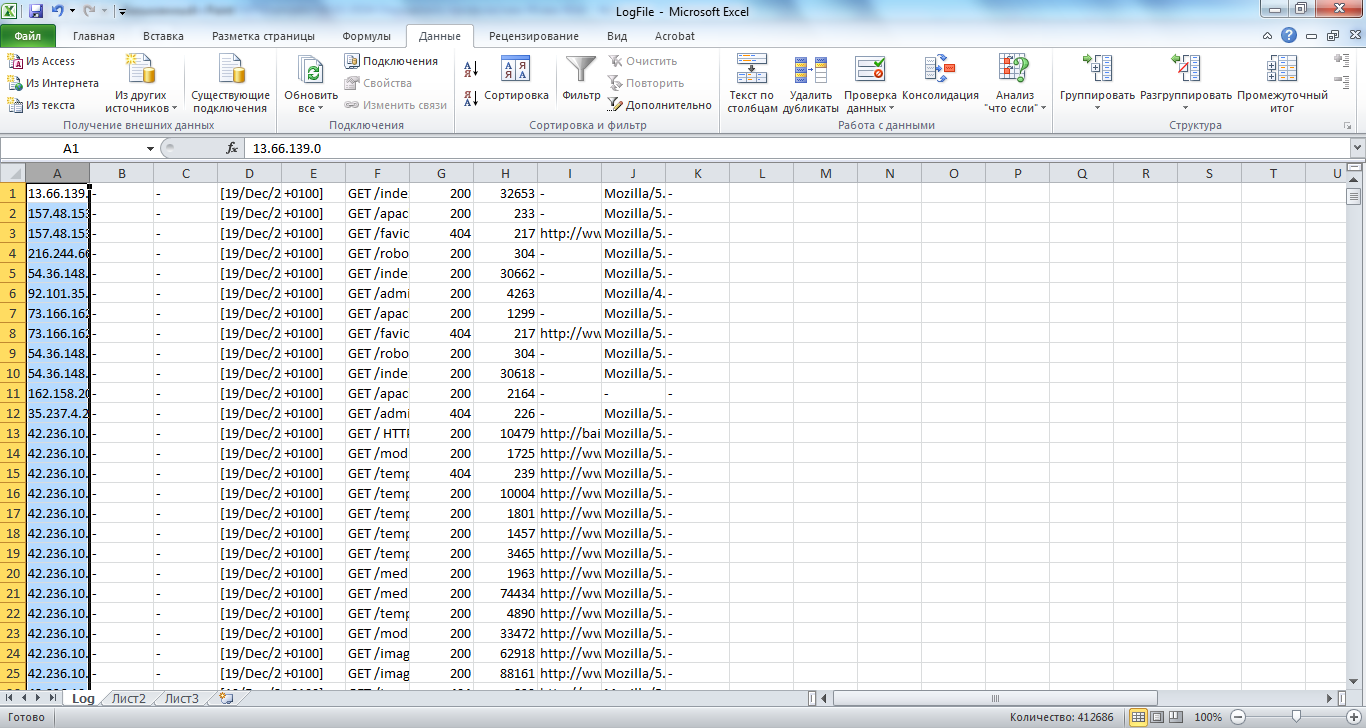 LogFile - Microsoft Excel
Файл Главная Вставка Разметка страницы Формулы Данные Рецензирование Вид Acrobat
Из Access
Из Интернета
Из текста
Из других источников
Существующие подключения
Получение внешних данных
Обновить все
Подключения
Свойства
Изменить связи
Подключения
Сортировка
Фильтр
Очистить
Повторить
Дополнительно
Сортировка и фильтр
Текст по столбцам
Удалить дубликаты
Проверка данных
Консолидация
Анализ "что если"
Работа с данными
Группировать
Разгруппировать
Промежуточный итог
Структура
A1 fx 13.66.139.0
A B C D E F G H I J K L M N O P Q R S T U
1 13.66.139. - - [19/Dec/2 +0100] GET /inde 200 32653 - Mozilla/5. -
2 157.48.153 - - [19/Dec/2 +0100] GET /apac 200 233 - Mozilla/5. -
3 157.48.153 - - [19/Dec/2 +0100] GET /favic 404 217 http://ww Mozilla/5. -
4 216.244.66 - - [19/Dec/2 +0100] GET /robo 200 304 - Mozilla/5. -
5 54.36.148. - - [19/Dec/2 +0100] GET /inde 200 30662 - Mozilla/5. -
6 92.101.35. - - [19/Dec/2 +0100] GET /admi 200 4263 Mozilla/4. -
7 73.166.162 - - [19/Dec/2 +0100] GET /apac 200 1299 - Mozilla/5. -
8 73.166.162 - - [19/Dec/2 +0100] GET /favic 404 217 http://ww Mozilla/5. -
9 54.36.148. - - [19/Dec/2 +0100] GET /robo 200 304 - Mozilla/5. -
10 54.36.148. - - [19/Dec/2 +0100] GET /inde 200 30618 - Mozilla/5. -
11 162.158.20 - - [19/Dec/2 +0100] GET /apac 200 2164 - - -
12 35.237.4.2 - - [19/Dec/2 +0100] GET /admi 404 226 - Mozilla/5. -
13 42.236.10. - - [19/Dec/2 +0100] GET / HTTP 200 10479 http://bai Mozilla/5. -
14 42.236.10. - - [19/Dec/2 +0100] GET /mod 200 1725 http://ww Mozilla/5. -
15 42.236.10. - - [19/Dec/2 +0100] GET /temp 404 239 http://ww Mozilla/5. -
16 42.236.10. - - [19/Dec/2 +0100] GET /temp 200 10004 http://ww Mozilla/5. -
17 42.236.10. - - [19/Dec/2 +0100] GET /temp 200 1801 http://ww Mozilla/5. -
18 42.236.10. - - [19/Dec/2 +0100] GET /temp 200 1457 http://ww Mozilla/5. -
19 42.236.10. - - [19/Dec/2 +0100] GET /temp 200 3465 http://ww Mozilla/5. -
20 42.236.10. - - [19/Dec/2 +0100] GET /med 200 1963 http://ww Mozilla/5. -
21 42.236.10. - - [19/Dec/2 +0100] GET /med 200 74434 http://ww Mozilla/5. -
22 42.236.10. - - [19/Dec/2 +0100] GET /temp 200 4890 http://ww Mozilla/5. -
23 42.236.10. - - [19/Dec/2 +0100] GET /mod 200 33472 http://ww Mozilla/5. -
24 42.236.10. - - [19/Dec/2 +0100] GET /imag 200 62918 http://ww Mozilla/5. -
25 42.236.10. - - [19/Dec/2 +0100] GET /imag 200 88161 http://ww Mozilla/5. -
Log Лист2 Лист3
Готово Количество: 412686 100%